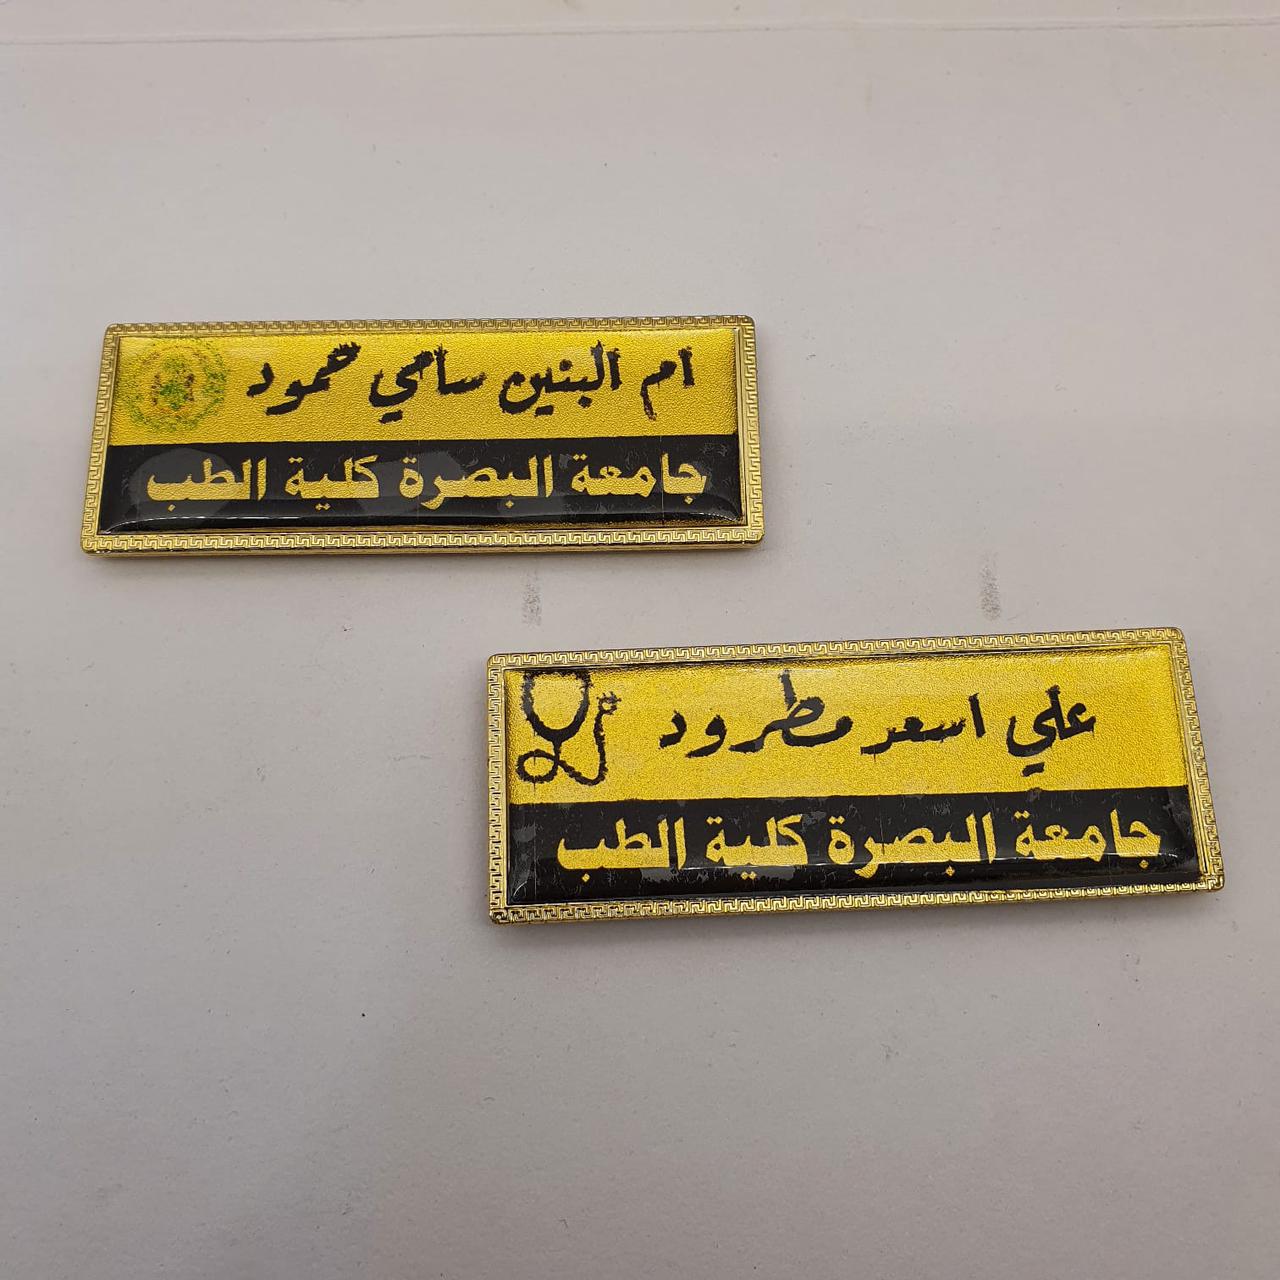 ام البنين سامي حمود
جامعة البصرة كلية الطب
علي اسعد مطرود
جامعة البصرة كلية الطب